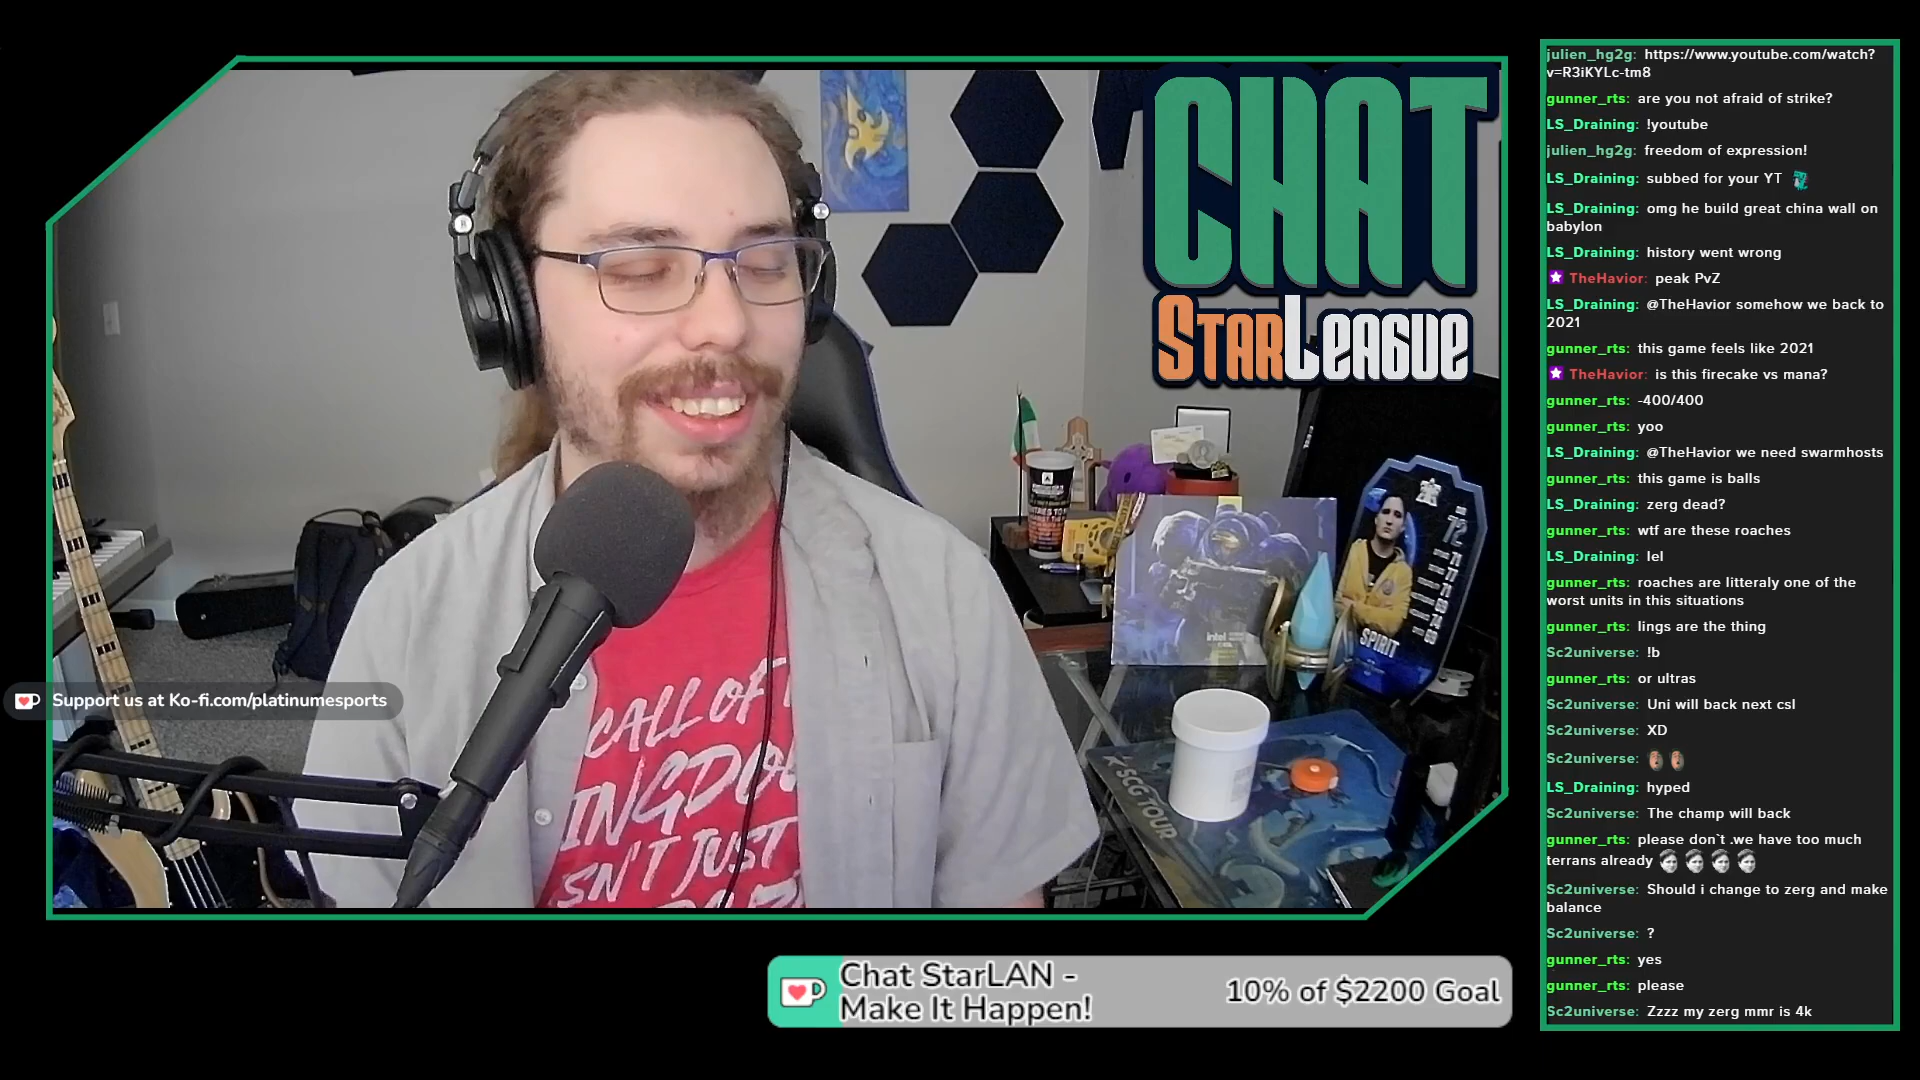 CHAT
StarLeague
SPIRIT
72
intel
SCG TOUR
CALL OF
INGDO
SN'T JUST
Support us at Ko-fi.com/platinumesports
Chat StarLAN -
Make It Happen!
10% of $2200 Goal
julien_hg2g: https://www.youtube.com/watch?
v=R3iKYLc-tm8
gunner_rts: are you not afraid of strike?
LS_Draining: !youtube
julien_hg2g: freedom of expression!
LS_Draining: subbed for your YT
LS_Draining: omg he build great china wall on
babylon
LS_Draining: history went wrong
TheHavior: peak PvZ
LS_Draining: @TheHavior somehow we back to
2021
gunner_rts: this game feels like 2021
TheHavior: is this firecake vs mana?
gunner_rts: -400/400
gunner_rts: yoo
LS_Draining: @TheHavior we need swarmhosts
gunner_rts: this game is balls
LS_Draining: zerg dead?
gunner_rts: wtf are these roaches
LS_Draining: lel
gunner_rts: roaches are litteraly one of the
worst units in this situations
gunner_rts: lings are the thing
Sc2universe: !b
gunner_rts: or ultras
Sc2universe: Uni will back next csl
Sc2universe: XD
Sc2universe:
LS_Draining: hyped
Sc2universe: The champ will back
gunner_rts: please don`t .we have too much
terrans already
Sc2universe: Should i change to zerg and make
balance
Sc2universe: ?
gunner_rts: yes
gunner_rts: please
Sc2universe: Zzzz my zerg mmr is 4k